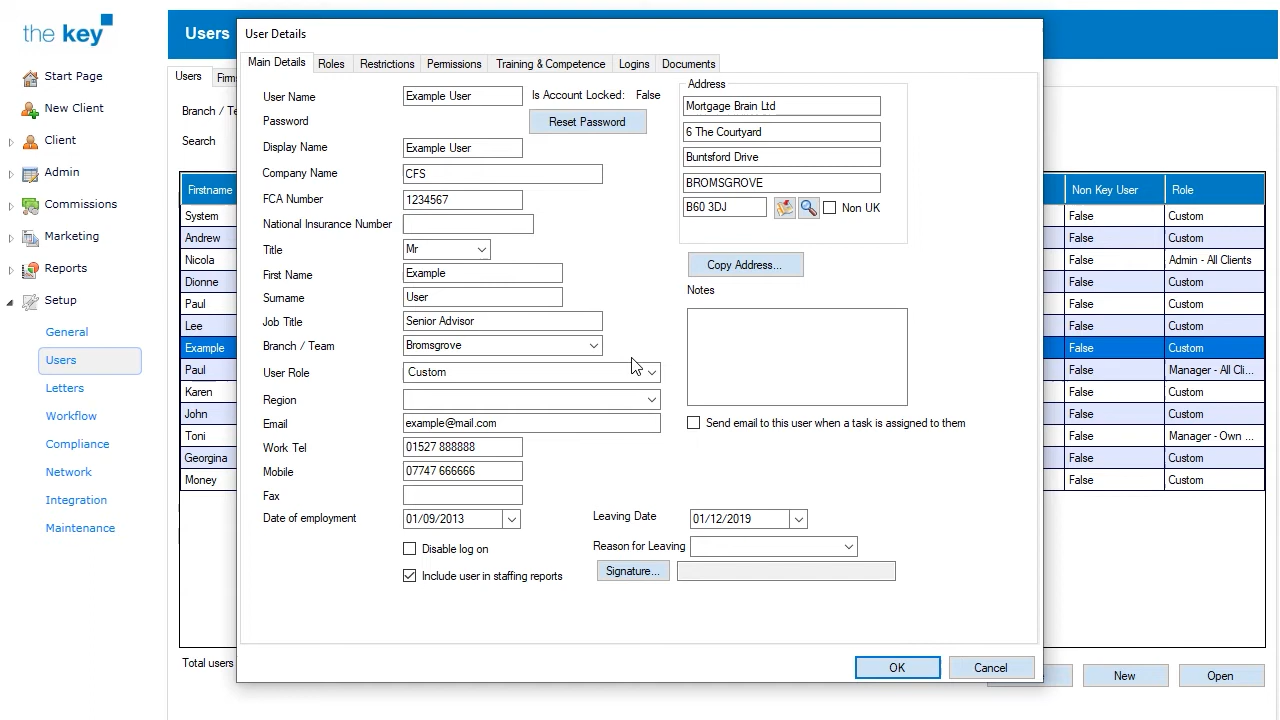 the key
Start Page
New Client
Client
Admin
Commissions
Marketing
Reports
Setup
General
Users
Letters
Workflow
Compliance
Network
Integration
Maintenance
Users
Users
Firms
Branch / Te
Search
Firstname
System
Andrew
Nicola
Dionne
Paul
Lee
Example
Paul
Karen
John
Toni
Georgina
Money
Total users
User Details
Main Details Roles Restrictions Permissions Training & Competence Logins Documents
User Name Example User Is Account Locked: False
Password Reset Password
Display Name Example User
Company Name CFS
FCA Number 1234567
National Insurance Number
Title Mr
First Name Example
Surname User
Job Title Senior Advisor
Branch / Team Bromsgrove
User Role Custom
Region
Email example@mail.com
Work Tel 01527 888888
Mobile 07747 666666
Fax
Date of employment 01/09/2013
Disable log on
Include user in staffing reports
Address
Mortgage Brain Ltd
6 The Courtyard
Buntsford Drive
BROMSGROVE
B60 3DJ Non UK
Copy Address...
Notes
Send email to this user when a task is assigned to them
Leaving Date 01/12/2019
Reason for Leaving
Signature...
OK Cancel
Non Key User Role
False Custom
False Custom
False Admin - All Clients
False Custom
False Custom
False Custom
False Custom
False Manager - All Cli...
False Custom
False Custom
False Manager - Own ...
False Custom
False Custom
New Open